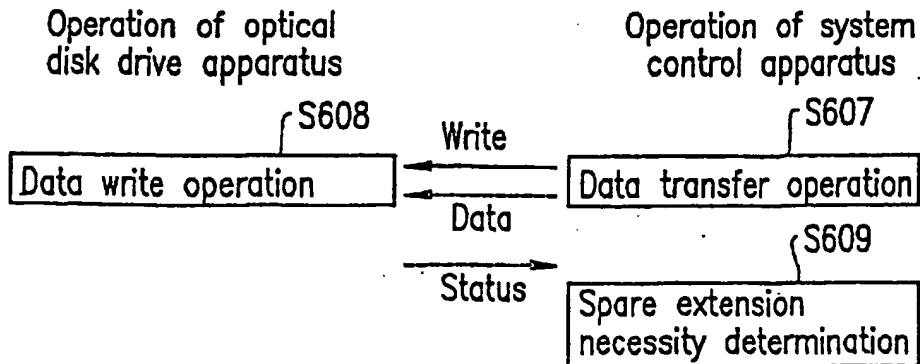 Operation of optical
disk drive apparatus
Operation of system
control apparatus
S608
S607
Write
Data write operation
Data transfer operation
Data
S609
Status
Spare extension
necessity determination